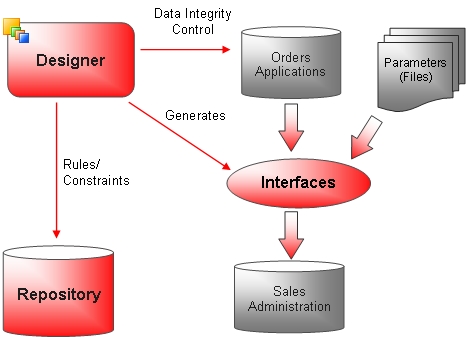 Data Integrity
Control
Designer
Orders
Applications
Parameters
(Files)
Generates
Rules/
Constraints
Interfaces
Repository
Sales
Administration